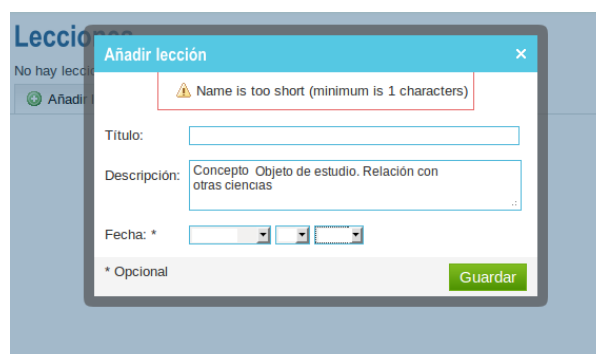 Leccio
Añadir lección ×
No hay lecci
Añadir l
Name is too short (minimum is 1 characters)
Título:
Descripción:
Concepto Objeto de estudio. Relación con
otras ciencias
Fecha: *
* Opcional
Guardar